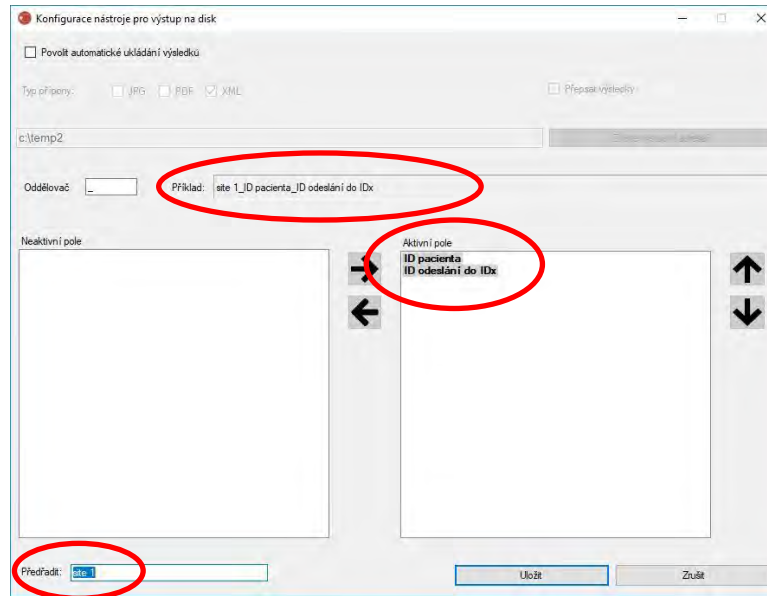 Konfigurace nástroje pro výstup na disk
Povolit automatické ukládání výsledků
Typ přípony: JPG PDF XML Přepsat výsledky
c:\temp2
Oddělovač _ Příklad: site 1_ID pacienta_ID odeslání do IDx
Neaktivní pole
Aktivní pole
ID pacienta
ID odeslání do IDx
Předřadit: site 1
Uložit Zrušit